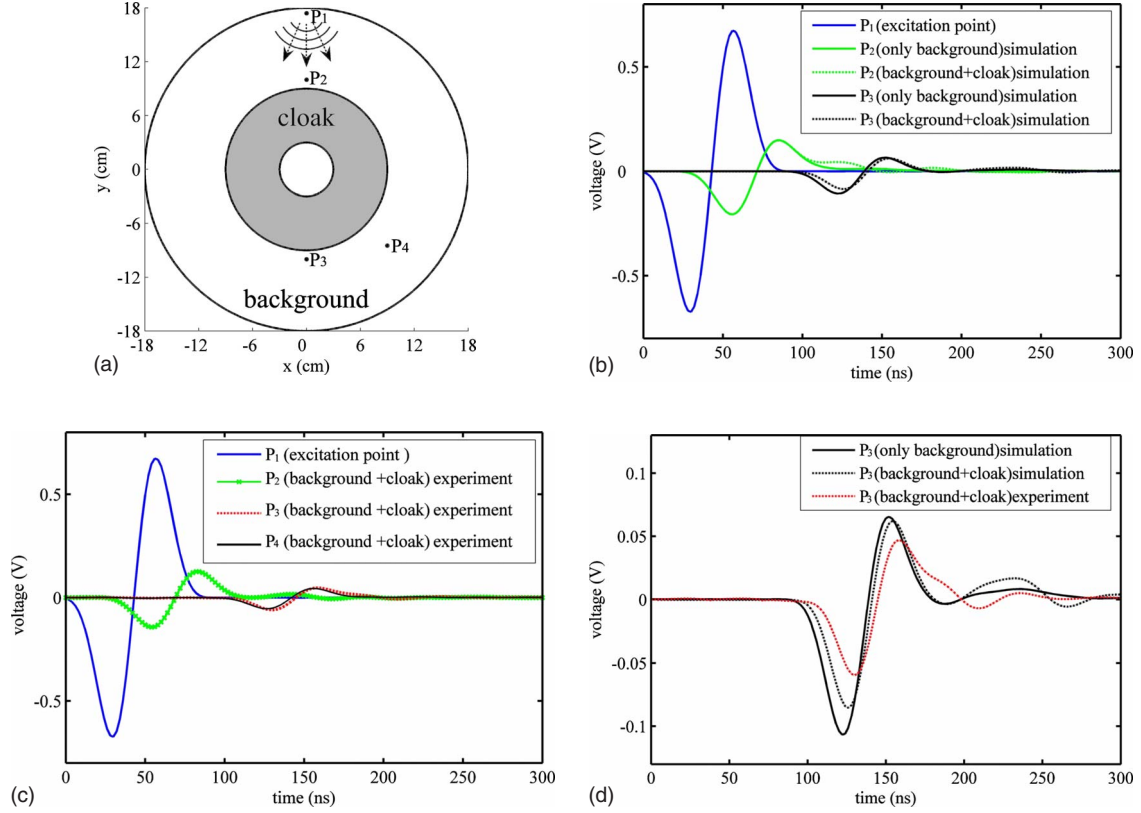 18
12
6
0
-6
-12
-18
y (cm)
-18
-12
-6
0
6
12
18
x (cm)
P1
P2
cloak
P3
P4
background
(a)
P1(excitation point)
P2(only background)simulation
P2(background+cloak)simulation
P3(only background)simulation
P3(background+cloak)simulation
0.5
0
-0.5
voltage (V)
0
50
100
150
200
250
300
time (ns)
(b)
P1(excitation point )
P2 (background +cloak) experiment
P3 (background +cloak) experiment
P4 (background +cloak) experiment
0.5
0
-0.5
voltage (V)
0
50
100
150
200
250
300
time (ns)
(c)
P3(only background)simulation
P3(background+cloak)simulation
P3(background+cloak)experiment
0.1
0.05
0
-0.05
-0.1
voltage (V)
0
50
100
150
200
250
300
time (ns)
(d)